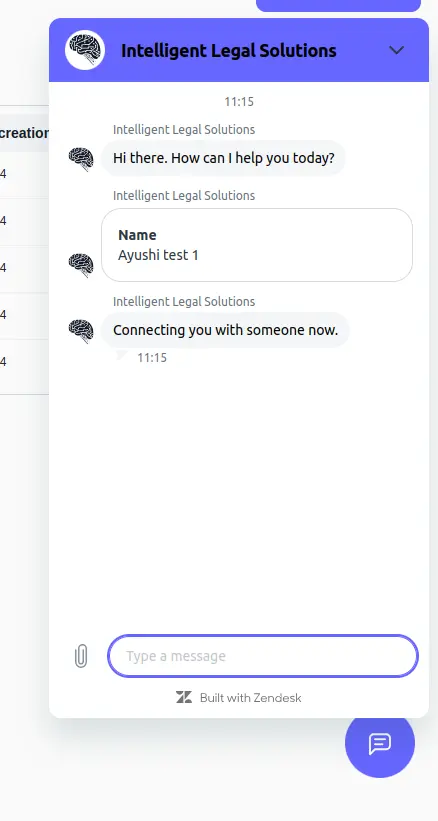 Intelligent Legal Solutions
11:15
creation
Intelligent Legal Solutions
Hi there. How can I help you today?
4
Intelligent Legal Solutions
4
Name
Ayushi test 1
4
Intelligent Legal Solutions
4
Connecting you with someone now.
11:15
4
Type a message
Built with Zendesk